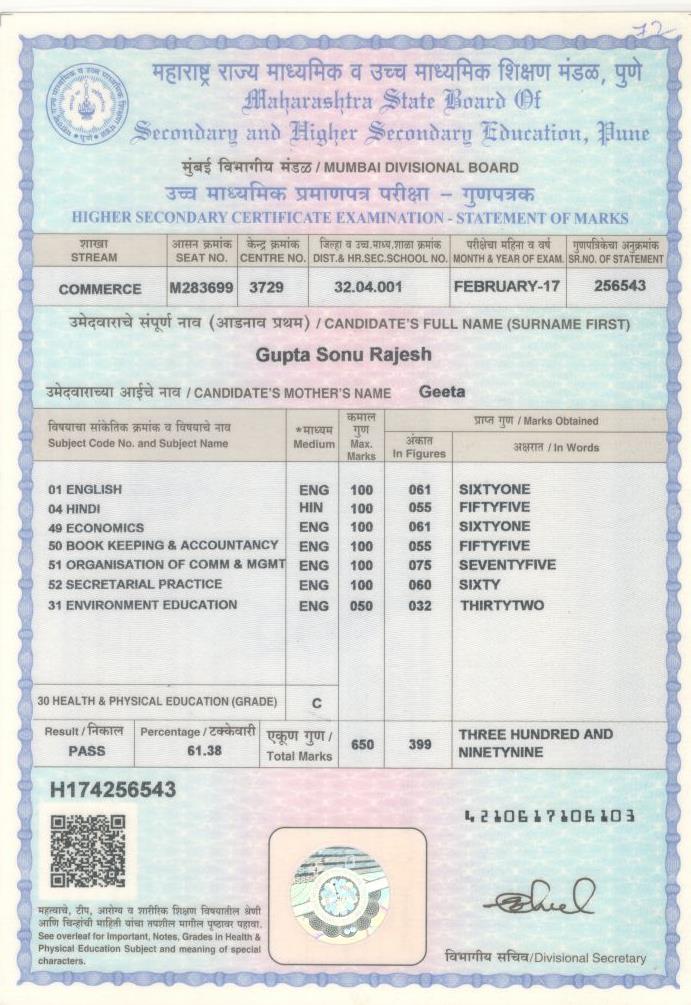 72
महाराष्ट्र राज्य माध्यमिक व उच्च माध्यमिक शिक्षण मंडळ, पुणे
Maharashtra State Board Of
Secondary and Higher Secondary Education, Pune
मुंबई विभागीय मंडळ / MUMBAI DIVISIONAL BOARD
उच्च माध्यमिक प्रमाणपत्र परीक्षा – गुणपत्रक
HIGHER SECONDARY CERTIFICATE EXAMINATION - STATEMENT OF MARKS
शाखा आसन क्रमांक केन्द्र क्रमांक जिल्हा व उच्च.माध्य.शाळा क्रमांक परीक्षेचा महिना व वर्ष गुणपत्रिकेचा अनुक्रमांक
STREAM SEAT NO. CENTRE NO. DIST.& HR.SEC.SCHOOL NO. MONTH & YEAR OF EXAM. SR.NO. OF STATEMENT
COMMERCE M283699 3729 32.04.001 FEBRUARY-17 256543
उमेदवाराचे संपूर्ण नाव (आडनाव प्रथम) / CANDIDATE'S FULL NAME (SURNAME FIRST)
Gupta Sonu Rajesh
उमेदवाराच्या आईचे नाव / CANDIDATE'S MOTHER'S NAME Geeta
विषयाचा सांकेतिक क्रमांक व विषयाचे नाव
Subject Code No. and Subject Name
*माध्यम
Medium
कमाल
गुण
Max.
Marks
प्राप्त गुण / Marks Obtained
अंकात
In Figures
अक्षरात / In Words
01 ENGLISH ENG 100 061 SIXTYONE
04 HINDI HIN 100 055 FIFTYFIVE
49 ECONOMICS ENG 100 061 SIXTYONE
50 BOOK KEEPING & ACCOUNTANCY ENG 100 055 FIFTYFIVE
51 ORGANISATION OF COMM & MGMT ENG 100 075 SEVENTYFIVE
52 SECRETARIAL PRACTICE ENG 100 060 SIXTY
31 ENVIRONMENT EDUCATION ENG 050 032 THIRTYTWO
30 HEALTH & PHYSICAL EDUCATION (GRADE) C
Result / निकाल
PASS
Percentage / टक्केवारी
61.38
एकूण गुण /
Total Marks
650 399
THREE HUNDRED AND
NINETYNINE
H174256543
4210617106103
महत्वाचे, टीप, आरोग्य व शारीरिक शिक्षण विषयातील श्रेणी
आणि चिन्हांची माहिती यांचा तपशील मागील पृष्ठावर पहावा.
See overleaf for Important, Notes, Grades in Health &
Physical Education Subject and meaning of special
characters.
विभागीय सचिव/Divisional Secretary